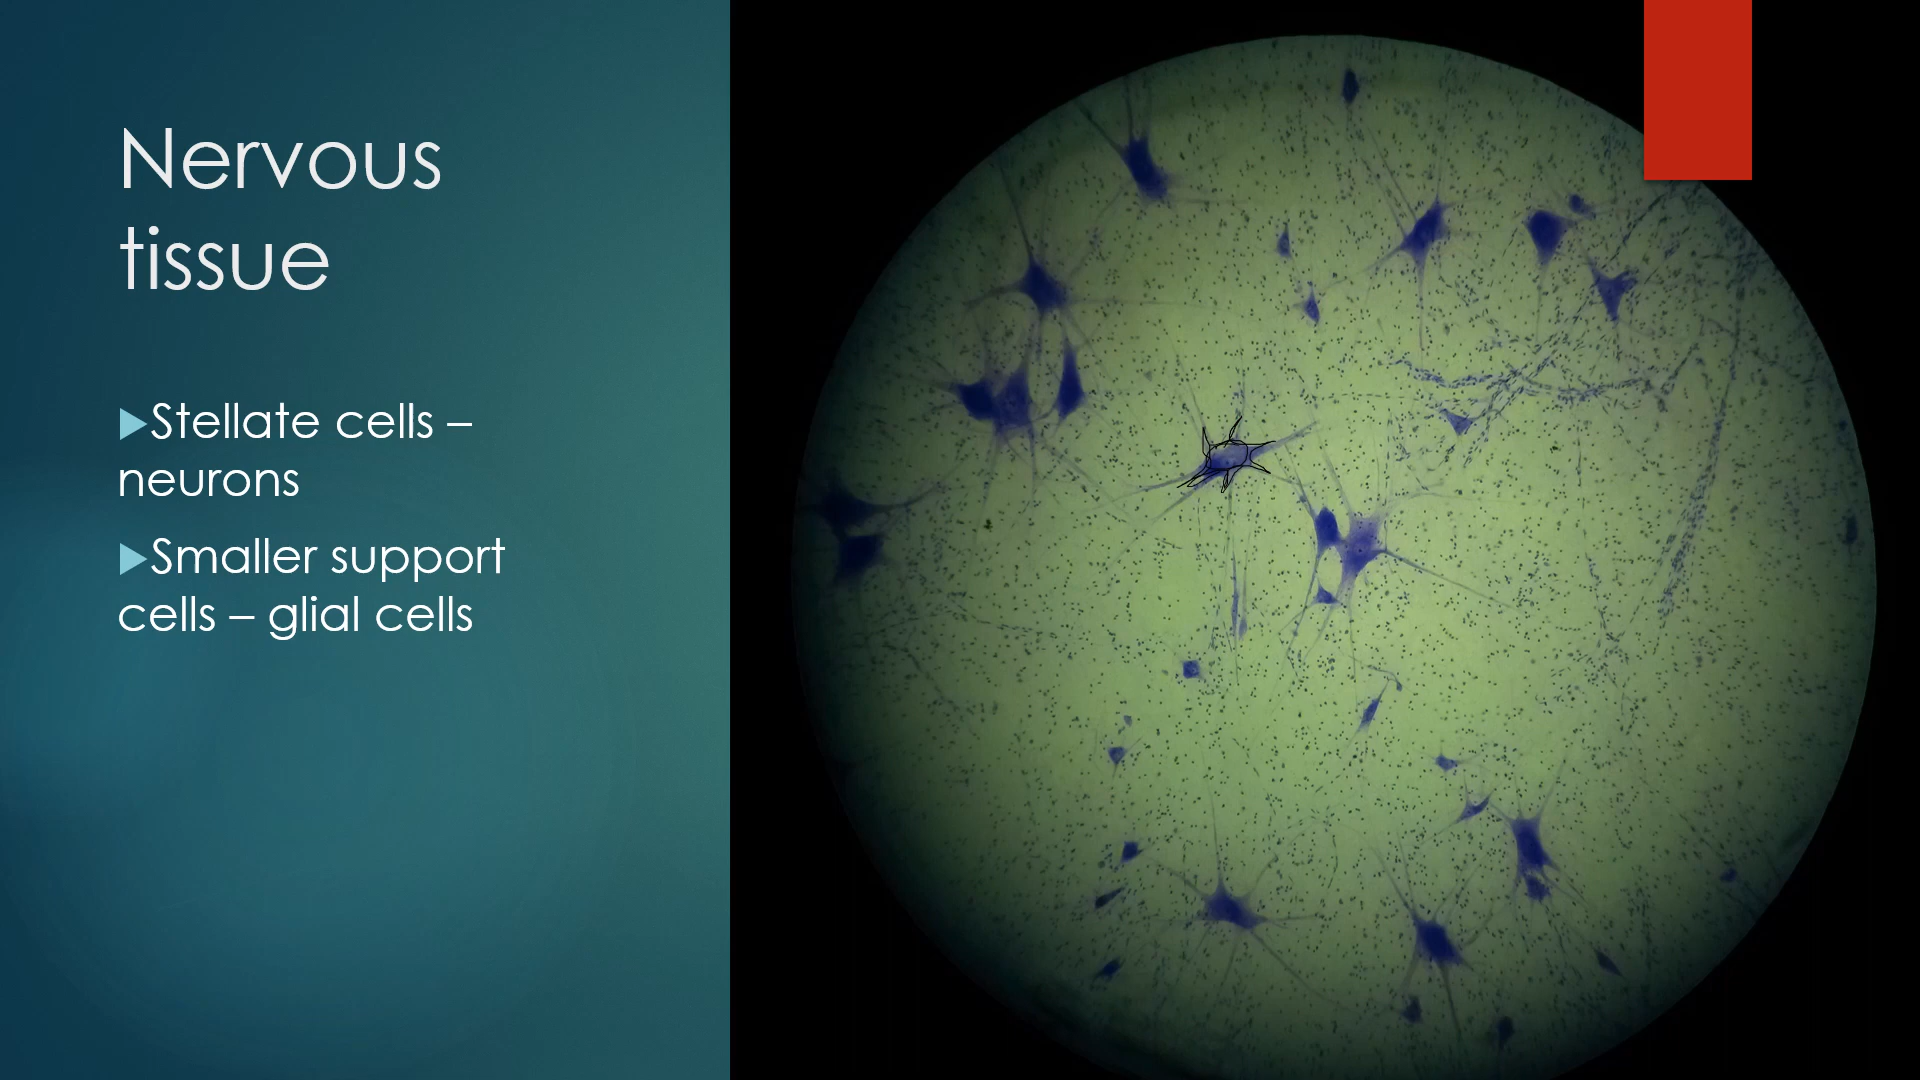 Nervous
tissue
Stellate cells –
neurons
Smaller support
cells – glial cells